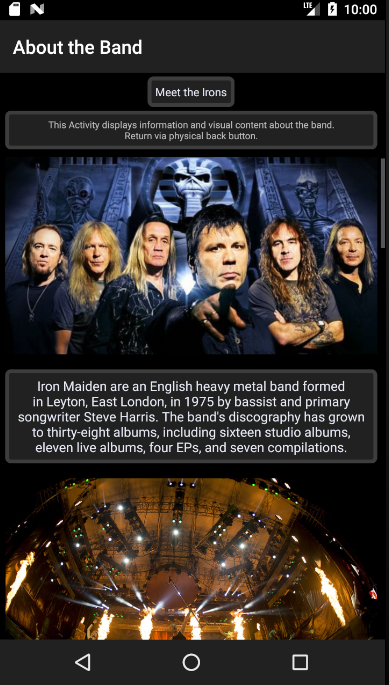 LTE 10:00
About the Band
Meet the Irons
This Activity displays information and visual content about the band.
Return via physical back button.
Iron Maiden are an English heavy metal band formed
in Leyton, East London, in 1975 by bassist and primary
songwriter Steve Harris. The band's discography has grown
to thirty-eight albums, including sixteen studio albums,
eleven live albums, four EPs, and seven compilations.